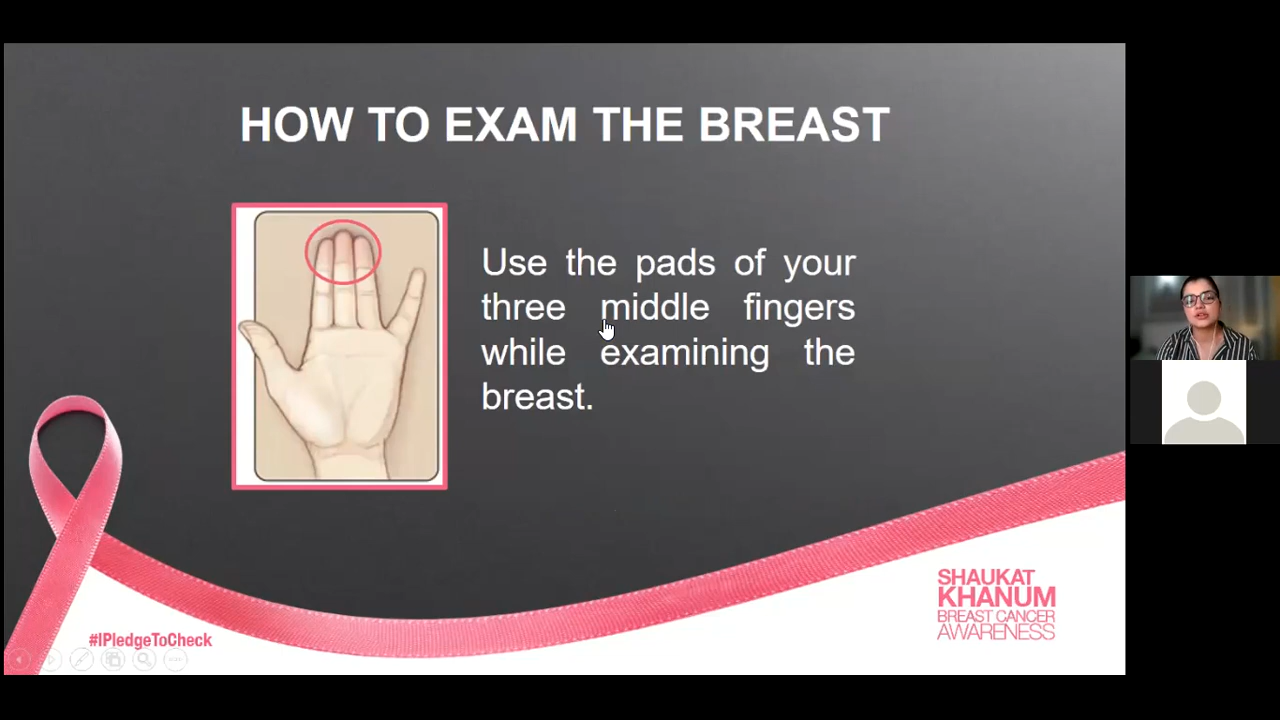 HOW TO EXAM THE BREAST
Use the pads of your
three middle fingers
while examining the
breast.
#IPledgeToCheck
SHAUKAT
KHANUM
BREAST CANCER
AWARENESS